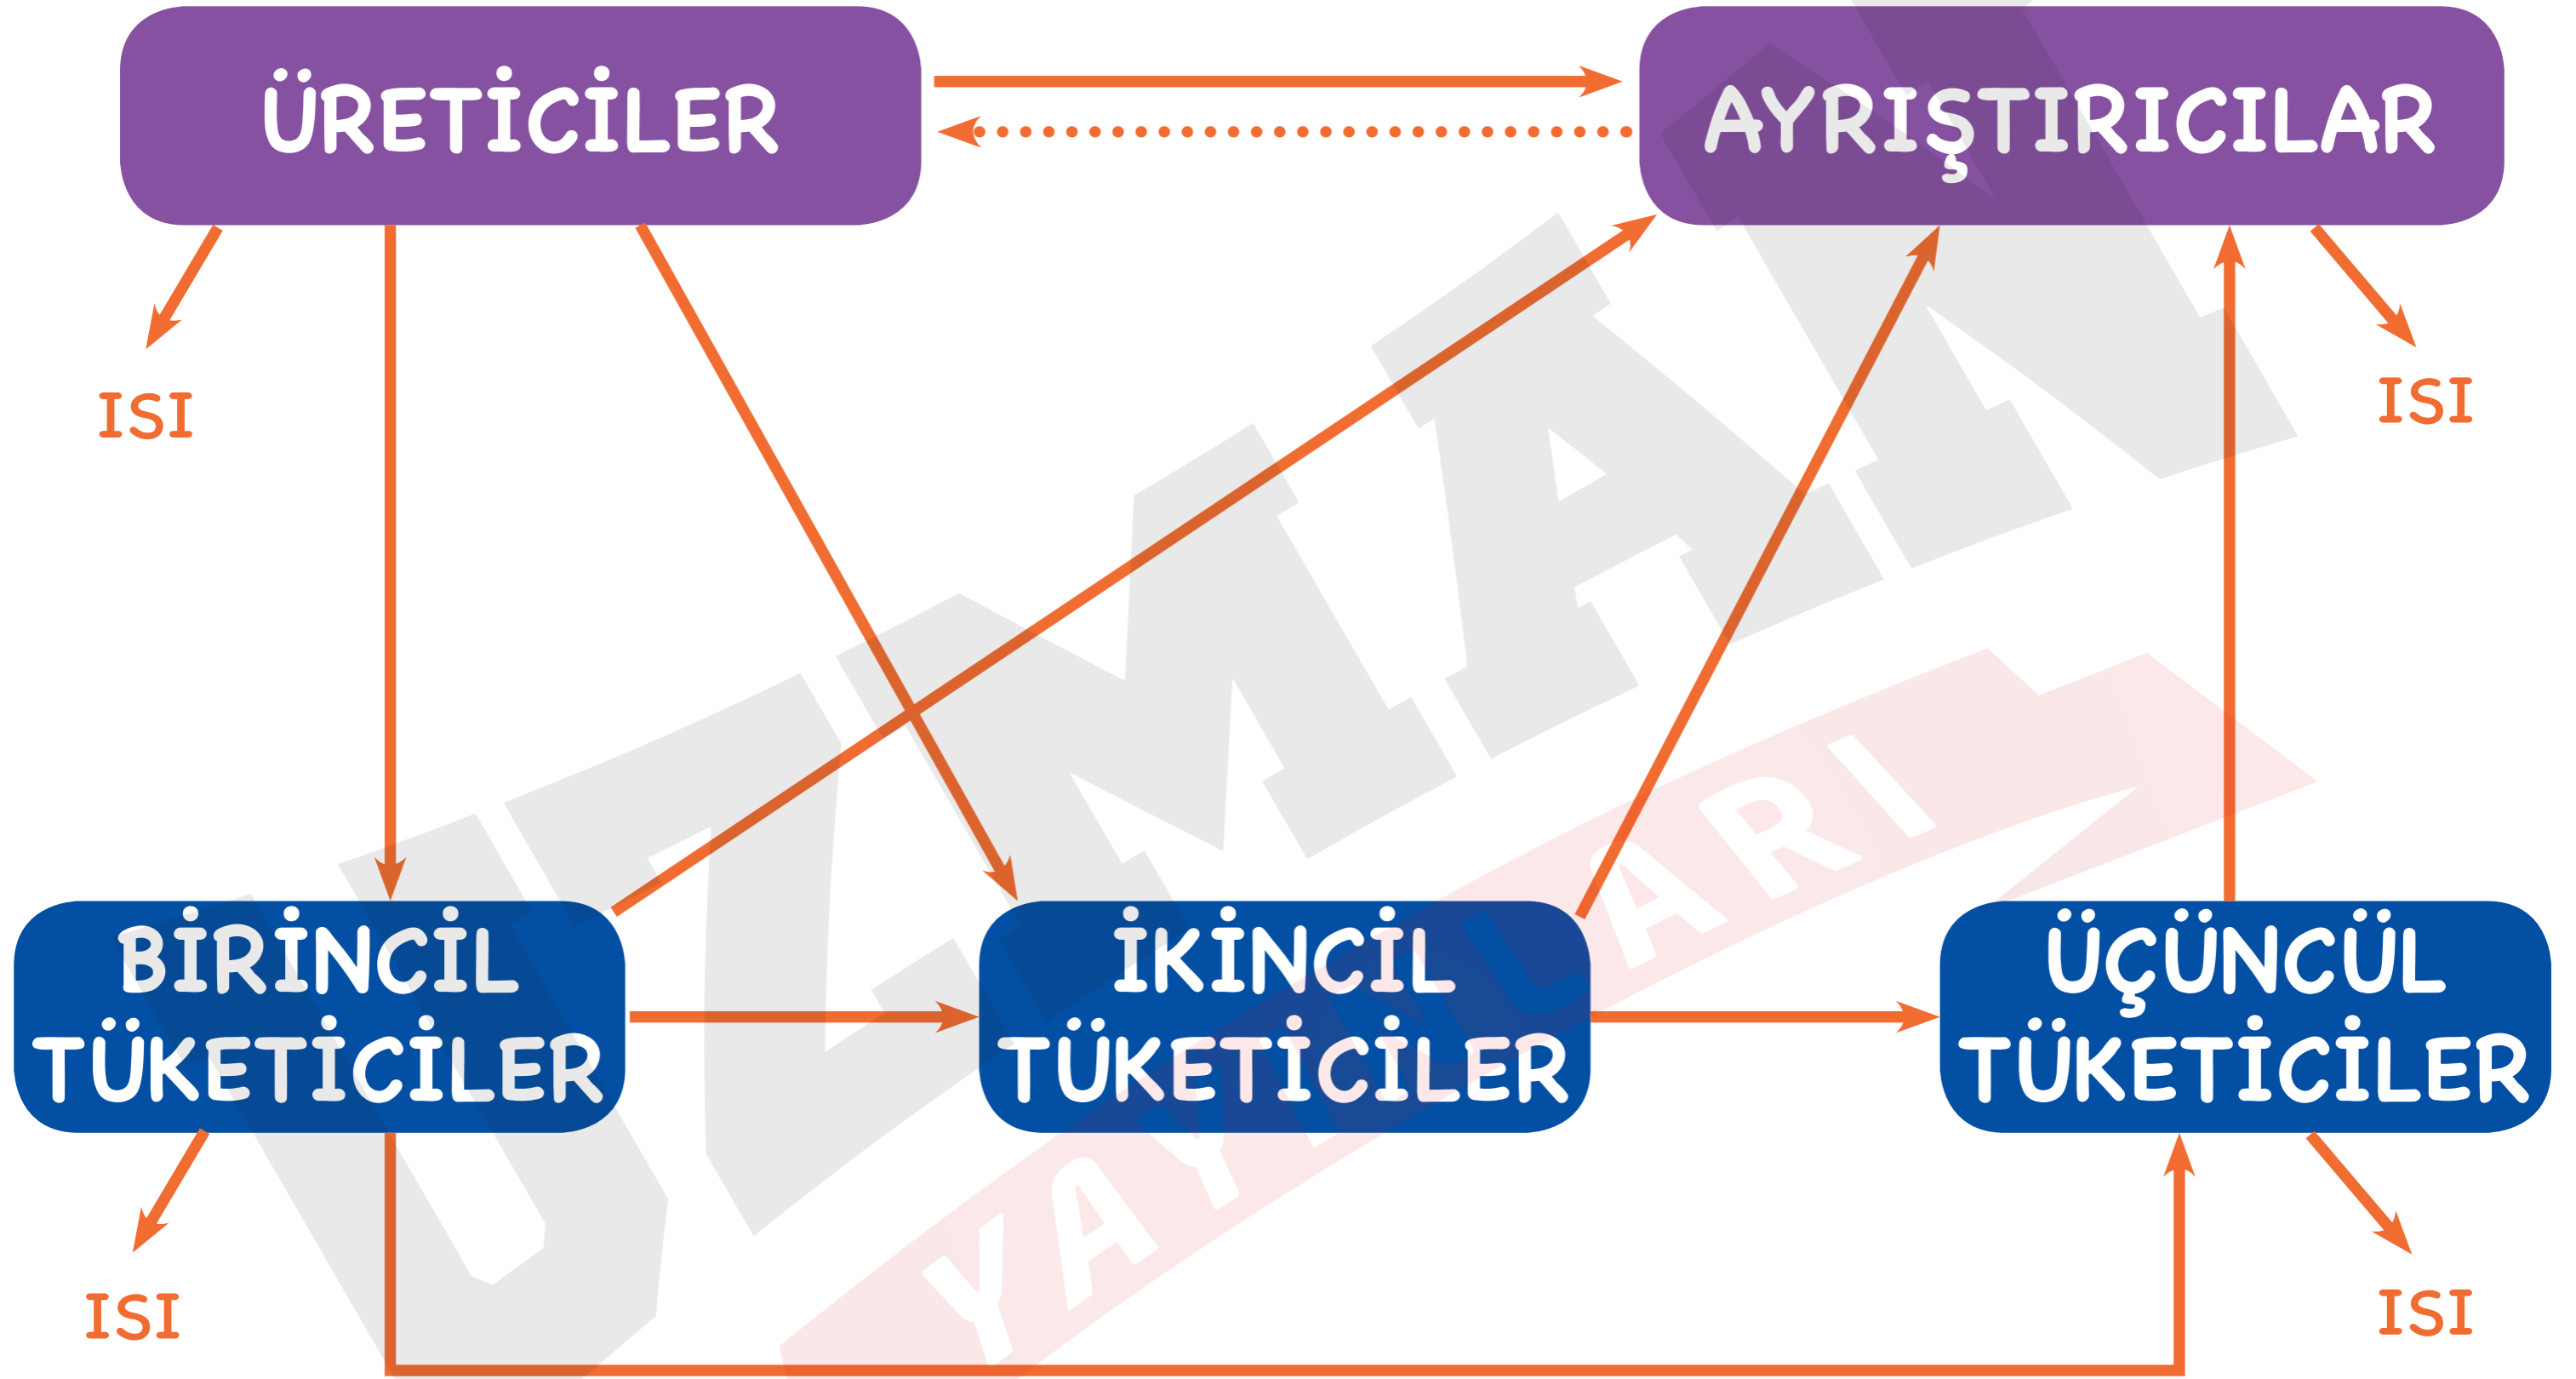 ÜRETİCİLER
AYRIŞTIRICILAR
ISI
ISI
BİRİNCİL
TÜKETİCİLER
İKİNCİL
TÜKETİCİLER
ÜÇÜNCÜL
TÜKETİCİLER
ISI
ISI
UZMAN
YAYINLARI